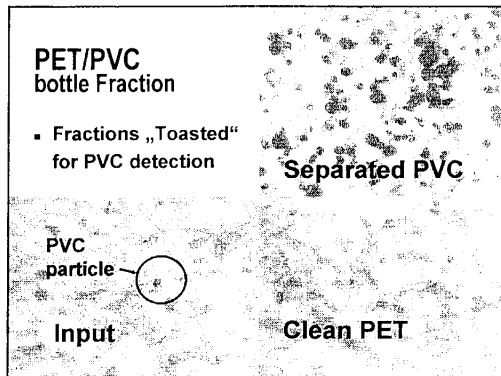 PET/PVC
bottle Fraction
▪ Fractions „Toasted“
for PVC detection
Separated PVC
PVC
particle
Input
Clean PET